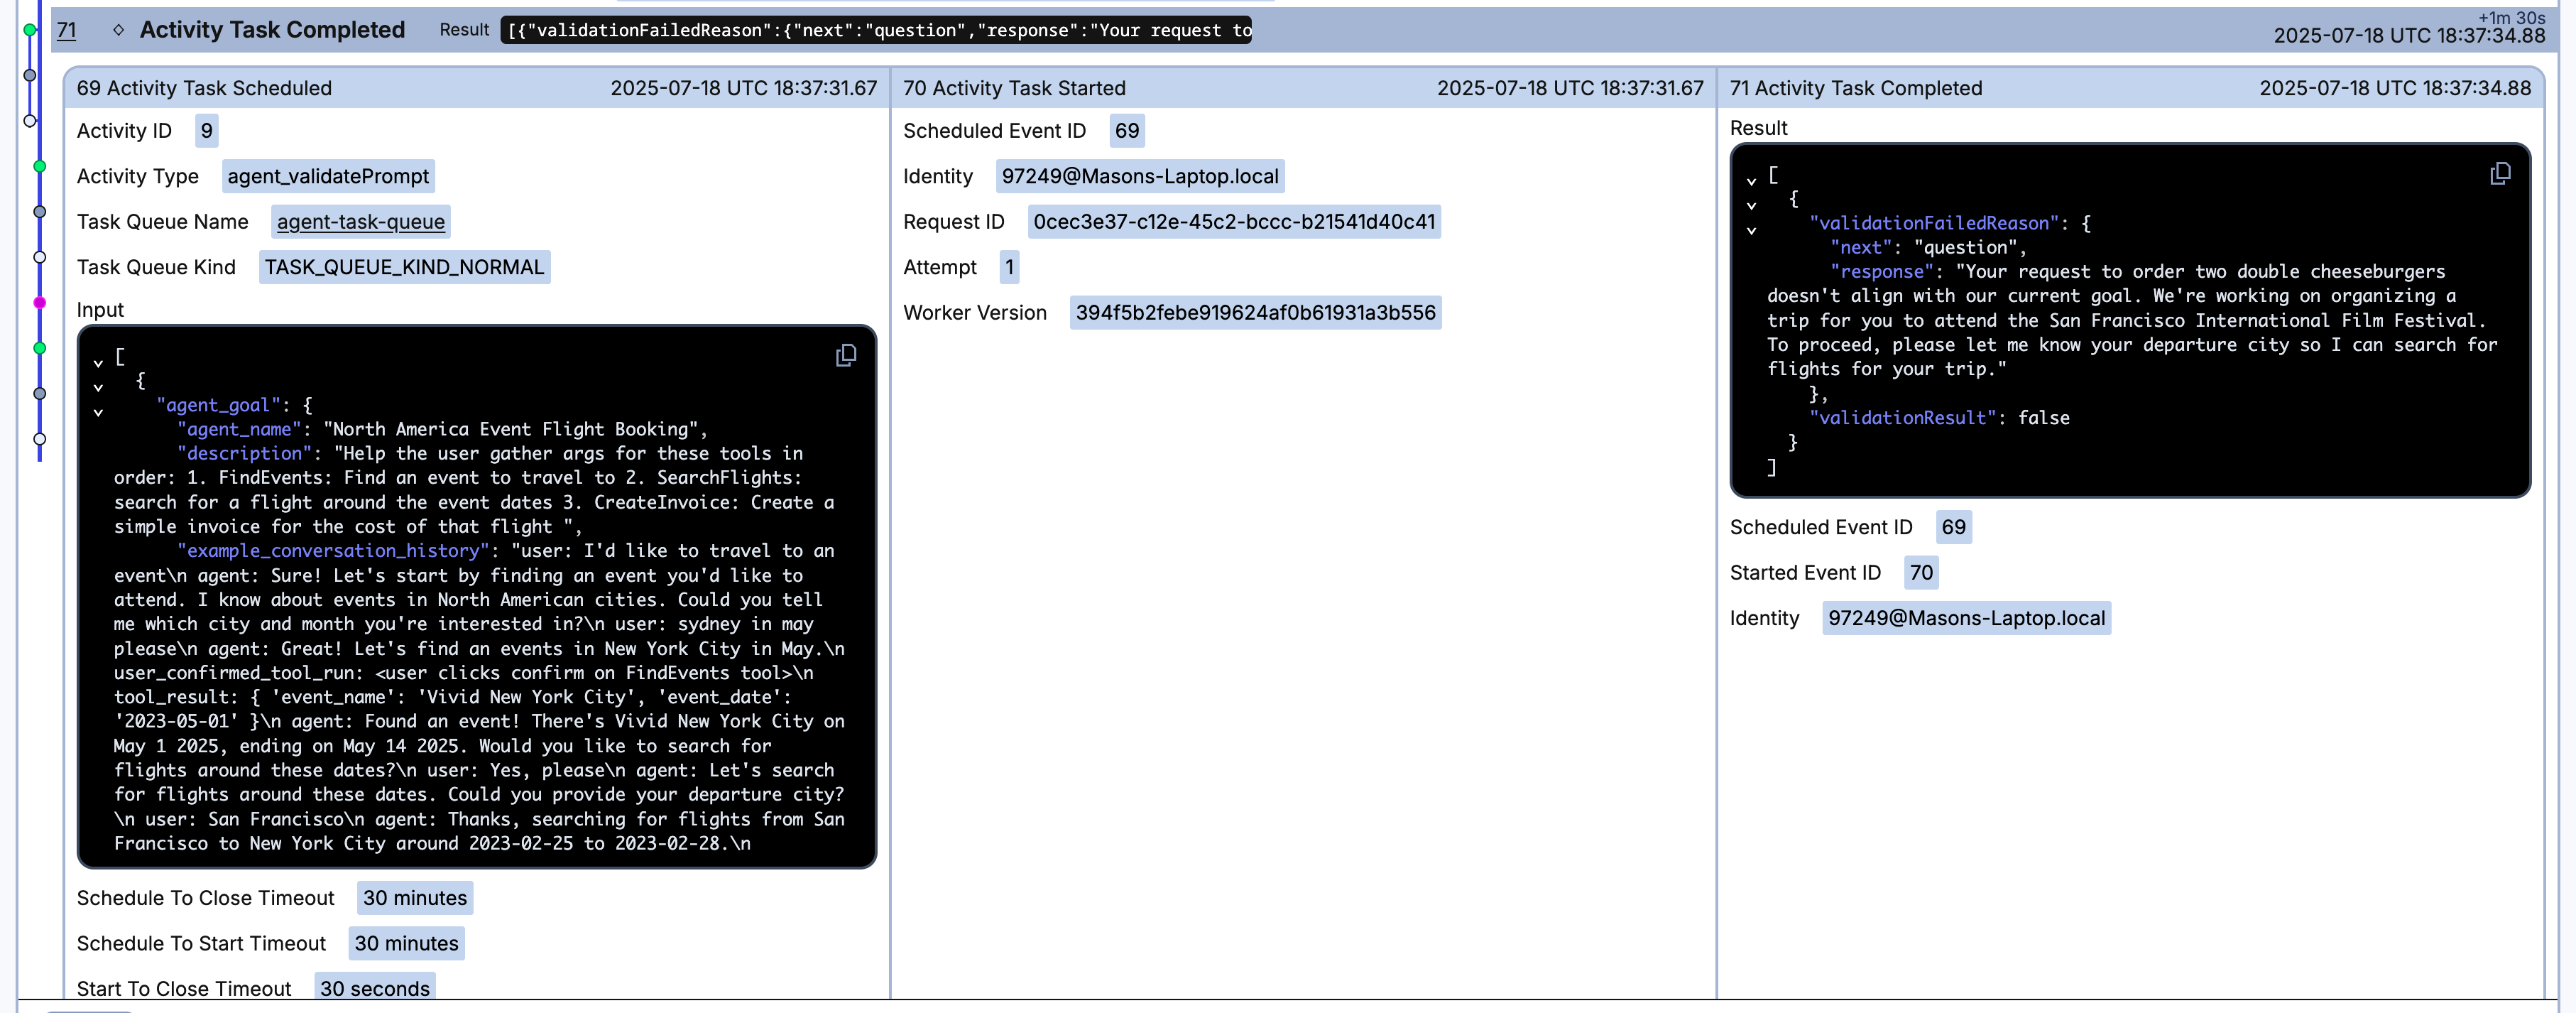 71 Activity Task Completed Result [{"validationFailedReason":{"next":"question","response":"Your request to
+1m 30s
2025-07-18 UTC 18:37:34.88
69 Activity Task Scheduled 2025-07-18 UTC 18:37:31.67
Activity ID 9
Activity Type agent_validatePrompt
Task Queue Name agent-task-queue
Task Queue Kind TASK_QUEUE_KIND_NORMAL
Input
[
{
"agent_goal": {
"agent_name": "North America Event Flight Booking",
"description": "Help the user gather args for these tools in
order: 1. FindEvents: Find an event to travel to 2. SearchFlights:
search for a flight around the event dates 3. CreateInvoice: Create a
simple invoice for the cost of that flight ",
"example_conversation_history": "user: I'd like to travel to an
event\n agent: Sure! Let's start by finding an event you'd like to
attend. I know about events in North American cities. Could you tell
me which city and month you're interested in?\n user: sydney in may
please\n agent: Great! Let's find an events in New York City in May.\n
user_confirmed_tool_run: <user clicks confirm on FindEvents tool>\n
tool_result: { 'event_name': 'Vivid New York City', 'event_date':
'2023-05-01' }\n agent: Found an event! There's Vivid New York City on
May 1 2025, ending on May 14 2025. Would you like to search for
flights around these dates?\n user: Yes, please\n agent: Let's search
for flights around these dates. Could you provide your departure city?
\n user: San Francisco\n agent: Thanks, searching for flights from San
Francisco to New York City around 2023-02-25 to 2023-02-28.\n
Schedule To Close Timeout 30 minutes
Schedule To Start Timeout 30 minutes
Start To Close Timeout 30 seconds
70 Activity Task Started 2025-07-18 UTC 18:37:31.67
Scheduled Event ID 69
Identity 97249@Masons-Laptop.local
Request ID 0cec3e37-c12e-45c2-bccc-b21541d40c41
Attempt 1
Worker Version 394f5b2febe919624af0b61931a3b556
71 Activity Task Completed 2025-07-18 UTC 18:37:34.88
Result
[
{
"validationFailedReason": {
"next": "question",
"response": "Your request to order two double cheeseburgers
doesn't align with our current goal. We're working on organizing a
trip for you to attend the San Francisco International Film Festival.
To proceed, please let me know your departure city so I can search for
flights for your trip."
},
"validationResult": false
}
]
Scheduled Event ID 69
Started Event ID 70
Identity 97249@Masons-Laptop.local